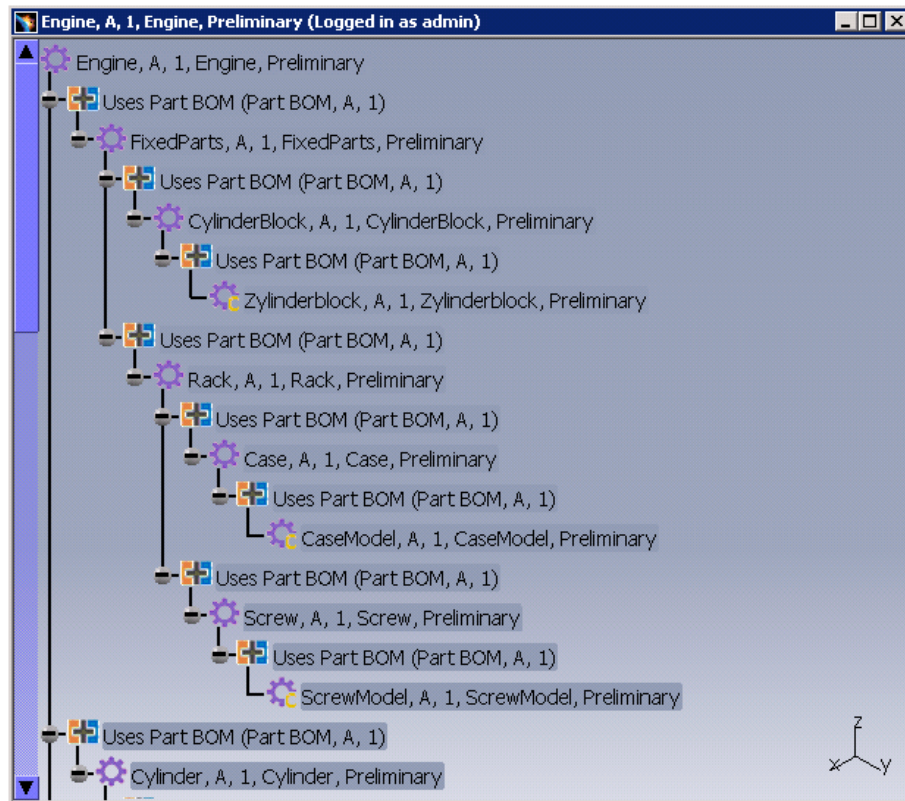 Engine, A, 1, Engine, Preliminary (Logged in as admin)
Engine, A, 1, Engine, Preliminary
Uses Part BOM (Part BOM, A, 1)
FixedParts, A, 1, FixedParts, Preliminary
Uses Part BOM (Part BOM, A, 1)
CylinderBlock, A, 1, CylinderBlock, Preliminary
Uses Part BOM (Part BOM, A, 1)
Zylinderblock, A, 1, Zylinderblock, Preliminary
Uses Part BOM (Part BOM, A, 1)
Rack, A, 1, Rack, Preliminary
Uses Part BOM (Part BOM, A, 1)
Case, A, 1, Case, Preliminary
Uses Part BOM (Part BOM, A, 1)
CaseModel, A, 1, CaseModel, Preliminary
Uses Part BOM (Part BOM, A, 1)
Screw, A, 1, Screw, Preliminary
Uses Part BOM (Part BOM, A, 1)
ScrewModel, A, 1, ScrewModel, Preliminary
Uses Part BOM (Part BOM, A, 1)
Cylinder, A, 1, Cylinder, Preliminary
z
x y